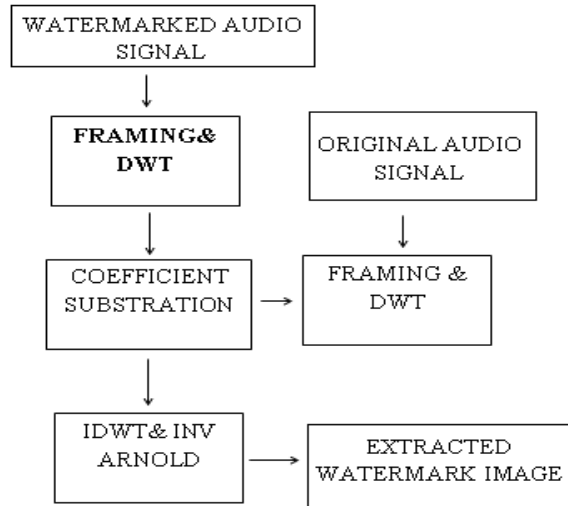 WATERMARKED AUDIO
SIGNAL
FRAMING&
DWT
ORIGINAL AUDIO
SIGNAL
COEFFICIENT
SUBSTRATION
FRAMING &
DWT
IDWT& INV
ARNOLD
EXTRACTED
WATERMARK IMAGE